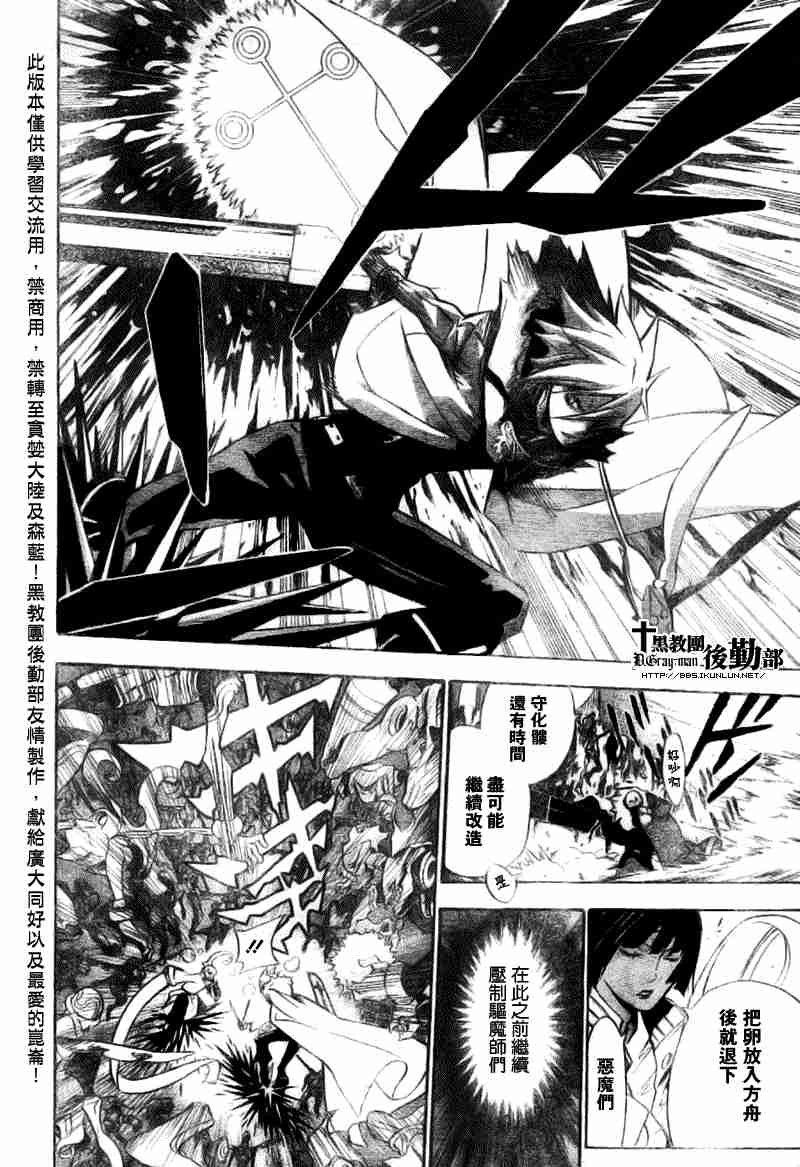 此版本僅供學習交流用，禁商用，禁轉至貪婪大陸及森藍！黑教團後勤部友情製作，獻給廣大同好以及最愛的崑崙！
黑教團
D.Gray-man
後勤部
HTTP://BBS.IKUNLUN.NET/
好吵啊
守化髏
還有時間
盡可能
繼續改造
是
把卵放入方舟
後就退下
惡魔們
在此之前繼續
壓制驅魔師們
!!